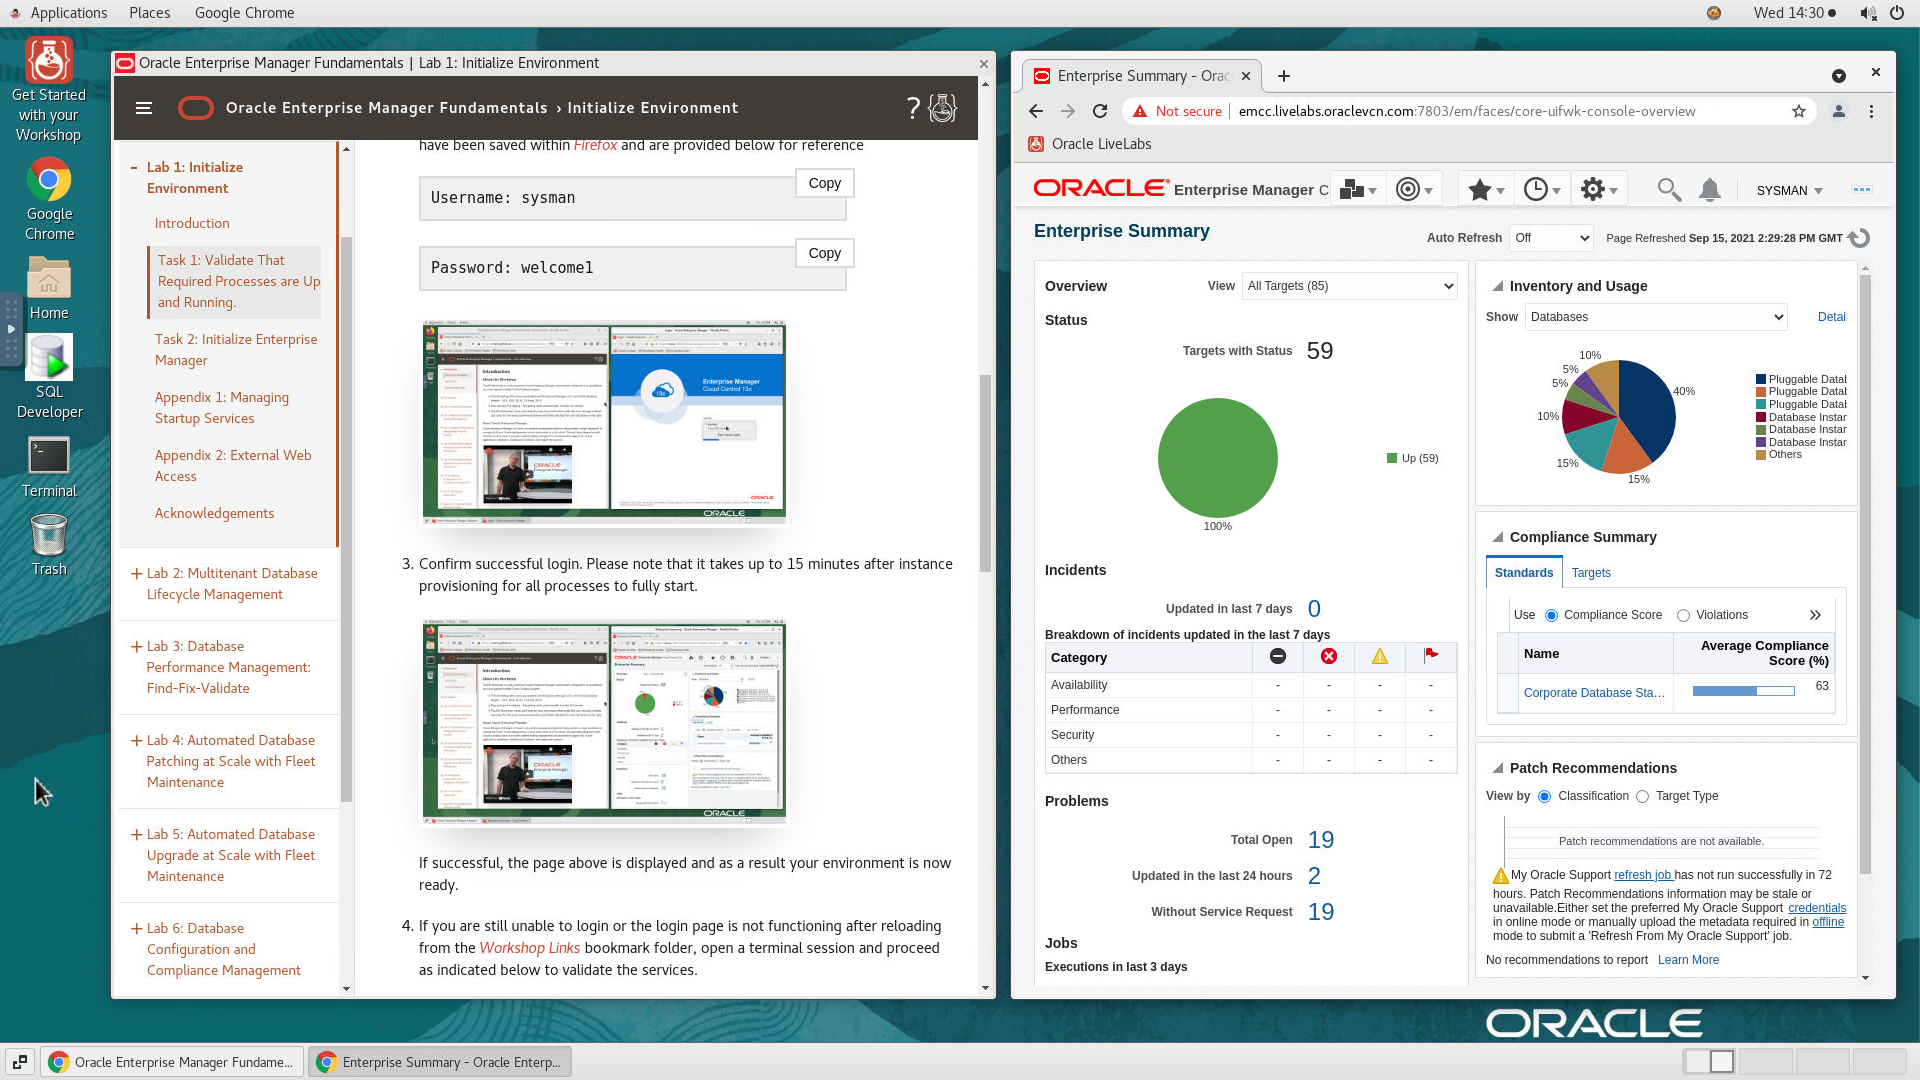 Applications Places Google Chrome
Wed 14:30
Get Started
with your
Workshop
Google
Chrome
Home
SQL
Developer
Terminal
Trash
Oracle Enterprise Manager Fundamentals | Lab 1: Initialize Environment
Oracle Enterprise Manager Fundamentals › Initialize Environment
?
− Lab 1: Initialize
Environment
Introduction
Task 1: Validate That
Required Processes are Up
and Running.
Task 2: Initialize Enterprise
Manager
Appendix 1: Managing
Startup Services
Appendix 2: External Web
Access
Acknowledgements
+ Lab 2: Multitenant Database
Lifecycle Management
+ Lab 3: Database
Performance Management:
Find-Fix-Validate
+ Lab 4: Automated Database
Patching at Scale with Fleet
Maintenance
+ Lab 5: Automated Database
Upgrade at Scale with Fleet
Maintenance
+ Lab 6: Database
Configuration and
Compliance Management
have been saved within Firefox and are provided below for reference
Copy
Username: sysman
Copy
Password: welcome1
Enterprise Manager
Cloud Control 13c
ORACLE
3. Confirm successful login. Please note that it takes up to 15 minutes after instance
provisioning for all processes to fully start.
ORACLE
If successful, the page above is displayed and as a result your environment is now
ready.
4. If you are still unable to login or the login page is not functioning after reloading
from the Workshop Links bookmark folder, open a terminal session and proceed
as indicated below to validate the services.
Enterprise Summary - Orac
Not secure emcc.livelabs.oraclevcn.com:7803/em/faces/core-uifwk-console-overview
Oracle LiveLabs
ORACLE® Enterprise Manager C
SYSMAN
Enterprise Summary
Auto Refresh Off Page Refreshed Sep 15, 2021 2:29:28 PM GMT
Overview View All Targets (85)
Status
Targets with Status 59
Up (59)
100%
Incidents
Updated in last 7 days 0
Breakdown of incidents updated in the last 7 days
Category
Availability - - - -
Performance - - - -
Security - - - -
Others - - - -
Problems
Total Open 19
Updated in the last 24 hours 2
Without Service Request 19
Jobs
Executions in last 3 days
Inventory and Usage
Show Databases Detai
10%
5%
5%
10%
15%
15%
40%
Pluggable Datat
Pluggable Datat
Pluggable Datat
Database Instar
Database Instar
Database Instar
Others
Compliance Summary
Standards Targets
Use Compliance Score Violations
Name Average Compliance
Score (%)
Corporate Database Sta… 63
Patch Recommendations
View by Classification Target Type
Patch recommendations are not available.
My Oracle Support refresh job has not run successfully in 72
hours. Patch Recommendations information may be stale or
unavailable.Either set the preferred My Oracle Support credentials
in online mode or manually upload the metadata required in offline
mode to submit a 'Refresh From My Oracle Support' job.
No recommendations to report Learn More
ORACLE
Oracle Enterprise Manager Fundame...
Enterprise Summary - Oracle Enterp...